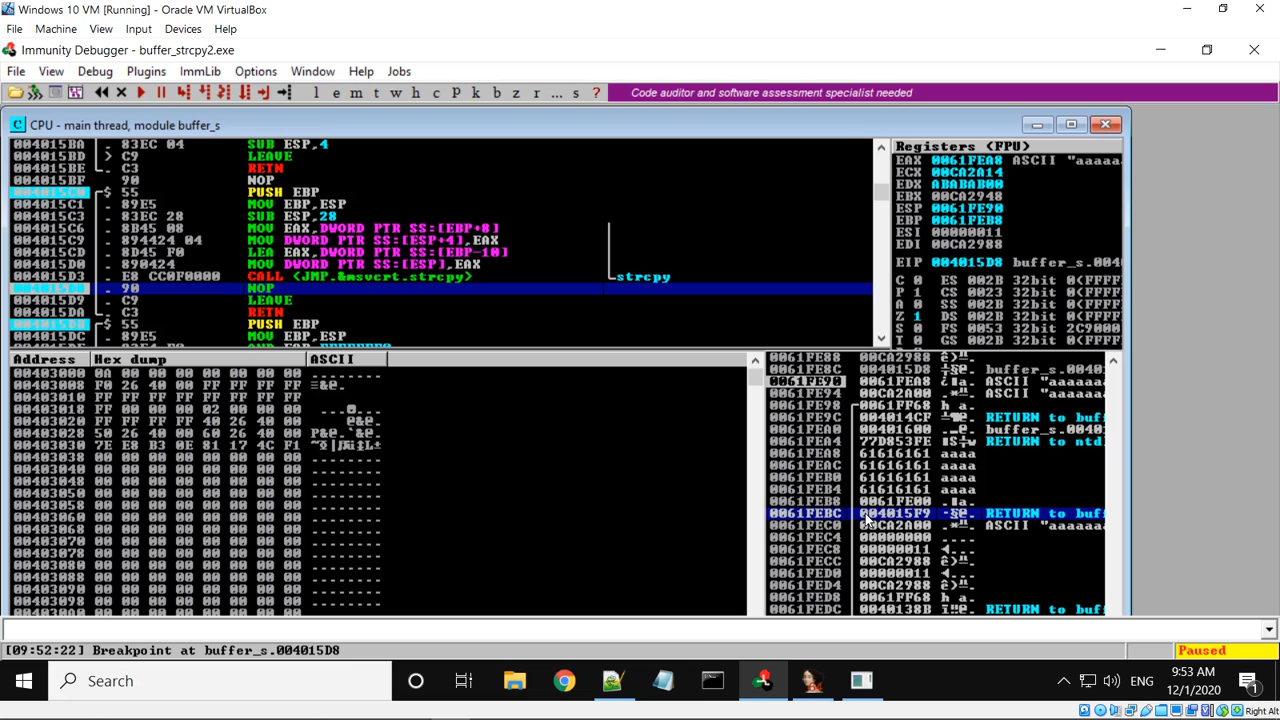 Windows 10 VM [Running] - Oracle VM VirtualBox
File Machine View Input Devices Help
Immunity Debugger - buffer_strcpy2.exe
File View Debug Plugins ImmLib Options Window Help Jobs
l e m t w h c P k b z r ... s ? Code auditor and software assessment specialist needed
CPU - main thread, module buffer_s
004015BA . 83EC 04 SUB ESP,4
004015BD > C9 LEAVE
004015BE . C3 RETN
004015BF 90 NOP
004015C0 $ 55 PUSH EBP
004015C1 . 89E5 MOV EBP,ESP
004015C3 . 83EC 28 SUB ESP,28
004015C6 . 8B45 08 MOV EAX,DWORD PTR SS:[EBP+8]
004015C9 . 894424 04 MOV DWORD PTR SS:[ESP+4],EAX
004015CD . 8D45 F0 LEA EAX,DWORD PTR SS:[EBP-10]
004015D0 . 890424 MOV DWORD PTR SS:[ESP],EAX
004015D3 . E8 CC0F0000 CALL <JMP.&msvcrt.strcpy> strcpy
004015D8 . 90 NOP
004015D9 . C9 LEAVE
004015DA . C3 RETN
004015DB $ 55 PUSH EBP
004015DC . 89E5 MOV EBP,ESP
Registers (FPU)
EAX 0061FEA8 ASCII "aaaaa
ECX 00CA2A14
EDX ABABAB00
EBX 00CA2948
ESP 0061FE90
EBP 0061FEB8
ESI 00000011
EDI 00CA2988
EIP 004015D8 buffer_s.004
C 0 ES 002B 32bit 0(FFF
P 1 CS 0023 32bit 0(FFF
A 0 SS 002B 32bit 0(FFF
Z 1 DS 002B 32bit 0(FFF
S 0 FS 0053 32bit 2C9000
T 0 GS 002B 32bit 0(FFF
Address Hex dump ASCII
00403000 0A 00 00 00 00 00 00 00 ........
00403008 F0 26 40 00 FF FF FF FF ≡&@.
00403010 FF FF FF FF FF FF FF FF
00403018 FF 00 00 00 02 00 00 00
00403020 FF FF FF FF 40 26 40 00
00403028 50 26 40 00 60 26 40 00 P&@.`&@.
00403030 7E E8 B3 0E 81 17 4C F1
00403038 00 00 00 00 00 00 00 00 ........
00403040 00 00 00 00 00 00 00 00 ........
00403048 00 00 00 00 00 00 00 00 ........
00403050 00 00 00 00 00 00 00 00 ........
00403058 00 00 00 00 00 00 00 00 ........
00403060 00 00 00 00 00 00 00 00 ........
00403068 00 00 00 00 00 00 00 00 ........
00403070 00 00 00 00 00 00 00 00 ........
00403078 00 00 00 00 00 00 00 00 ........
00403080 00 00 00 00 00 00 00 00 ........
00403088 00 00 00 00 00 00 00 00 ........
00403090 00 00 00 00 00 00 00 00 ........
00403098 00 00 00 00 00 00 00 00 ........
0061FE88 00CA2988
0061FE8C 004015D8 buffer_s.0040
0061FE90 0061FEA8 ASCII "aaaaa
0061FE94 00CA2A00 ASCII "aaaaa
0061FE98 0061FF68 h a.
0061FE9C 004014CF RETURN to buf
0061FEA0 00401600 buffer_s.0040
0061FEA4 77D853FE RETURN to ntd
0061FEA8 61616161 aaaa
0061FEAC 61616161 aaaa
0061FEB0 61616161 aaaa
0061FEB4 61616161 aaaa
0061FEB8 0061FE00
0061FEBC 004015F9 RETURN to buf
0061FEC0 00CA2A00 ASCII "aaaaaa
0061FEC4 00000000 ....
0061FEC8 00000011
0061FECC 00CA2988
0061FED0 00000011
0061FED4 00CA2988
0061FED8 0061FF68 h a.
0061FEDC 0040138B RETURN to buf
[09:52:22] Breakpoint at buffer_s.004015D8 Paused
Search ENG 9:53 AM
12/1/2020 1
Right Alt